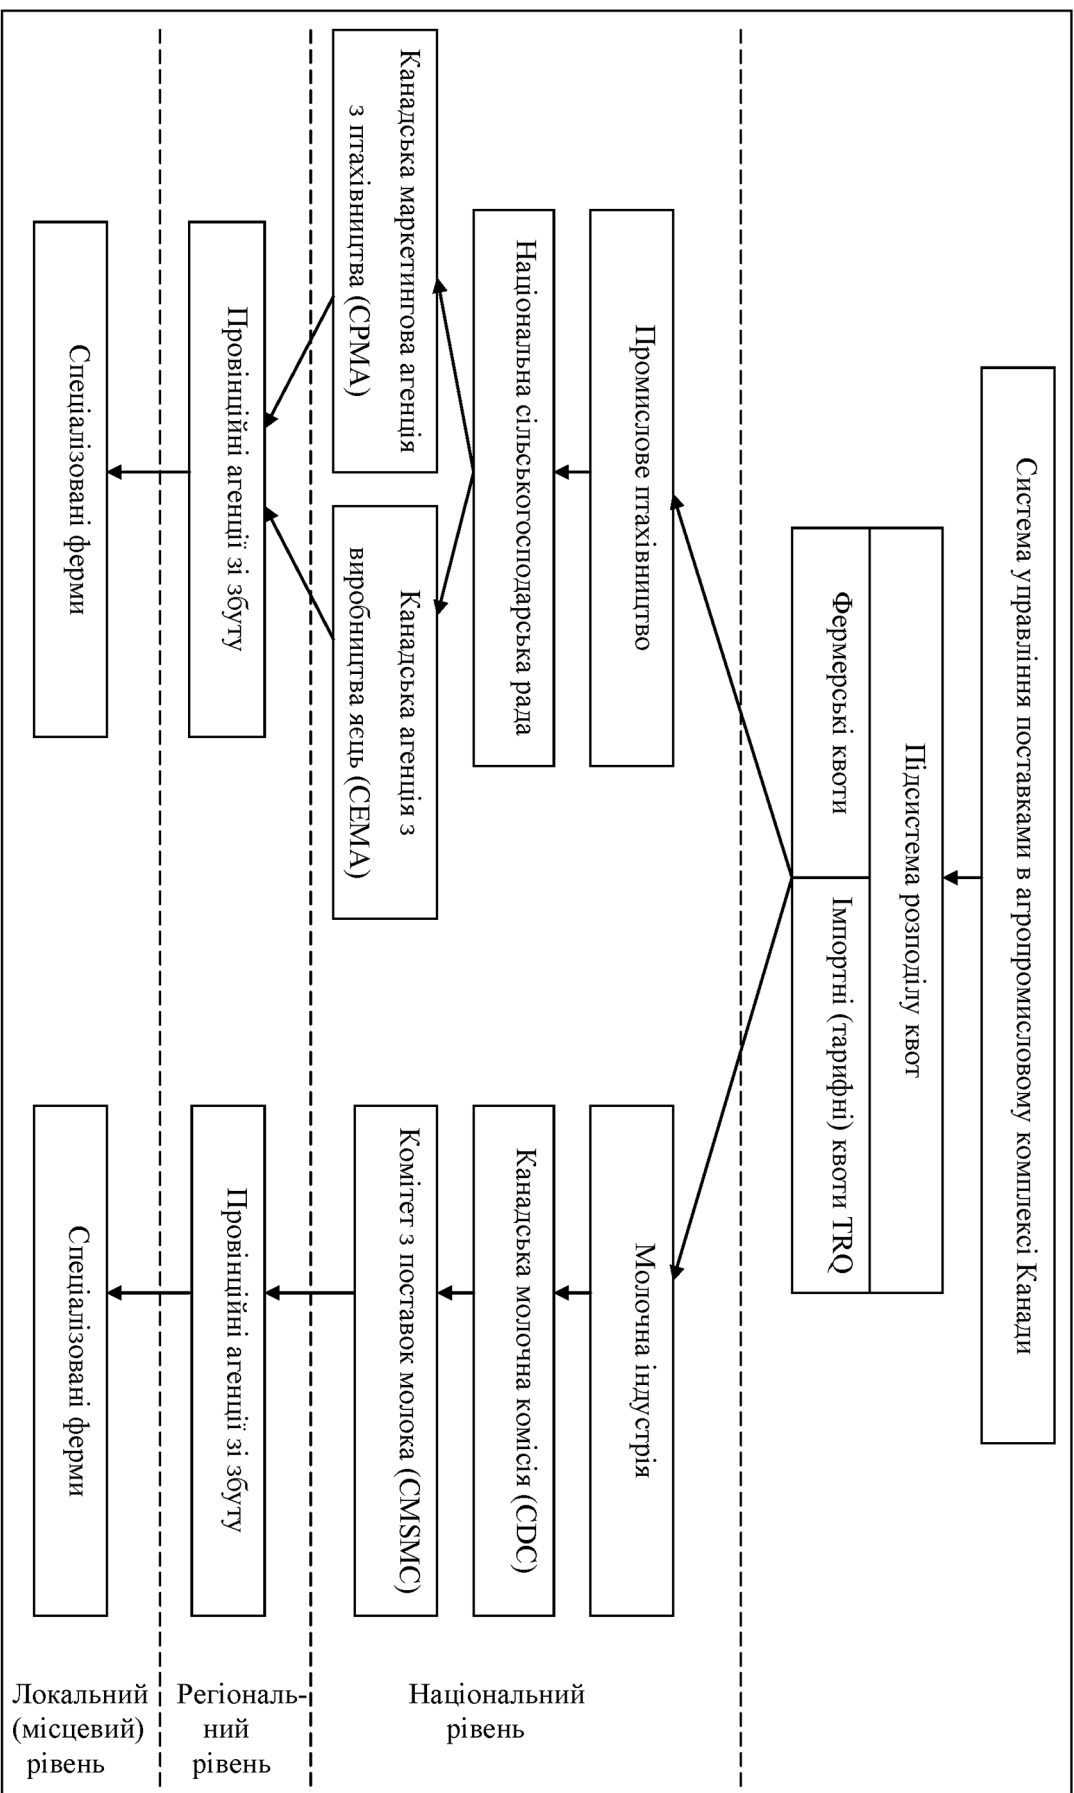 Система управління поставками в агропромисловому комплексі Канади
Підсистема розподілу квот
Фермерські квоти
Імпортні (тарифні) квоти TRQ
Промислове птахівництво
Молочна індустрія
Національна сільськогосподарська рада
Канадська молочна комісія (CDC)
Канадська маркетингова агенція
з птахівництва (CPMA)
Канадська агенція з
виробництва яєць (CEMA)
Комітет з поставок молока (CMSMC)
Національний
рівень
Провінційні агенції зі збуту
Провінційні агенції зі збуту
Регіональ-
ний
рівень
Спеціалізовані ферми
Спеціалізовані ферми
Локальний
(місцевий)
рівень